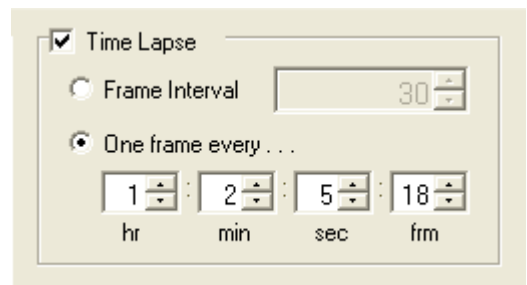 Time Lapse
Frame Interval 30
One frame every . . .
1 : 2 : 5 : 18
hr min sec frm